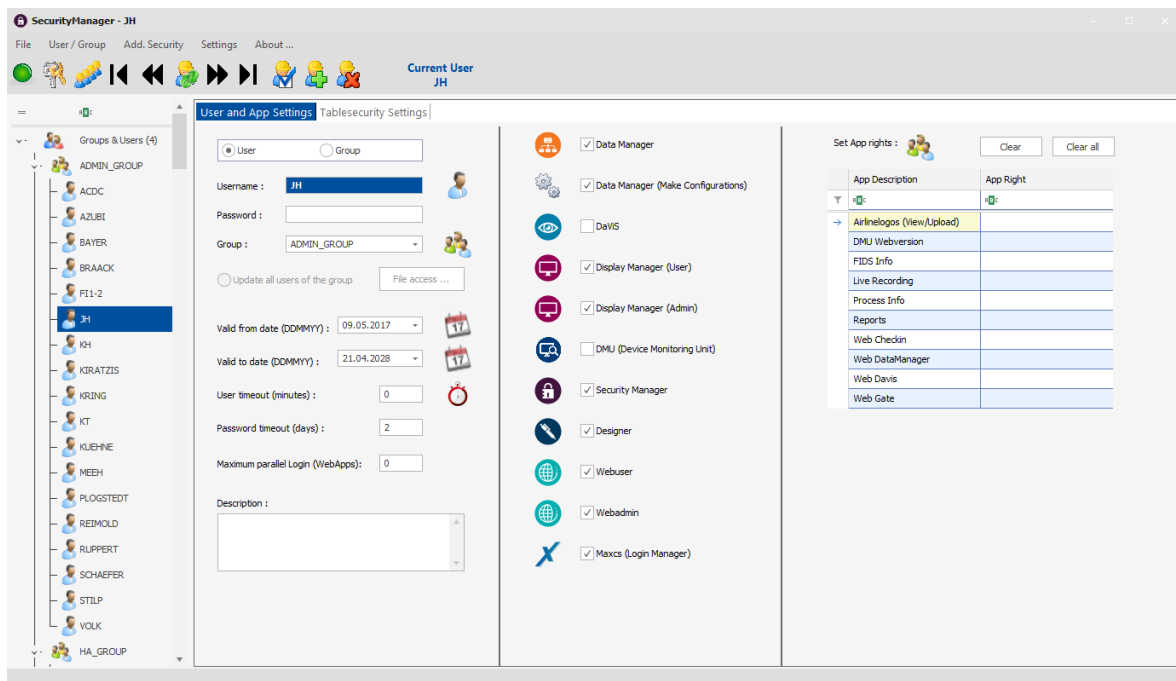 SecurityManager - JH
File User / Group Add. Security Settings About ...
Current User
JH
Groups & Users (4)
ADMIN_GROUP
ACDC
AZUBI
BAYER
BRAACK
FI1-2
JH
KH
KIRATZIS
KRING
KT
KUEHNE
MEEH
PLOGSTEDT
REIMOLD
RUPPERT
SCHAEFER
STILP
VOLK
HA_GROUP
User and App Settings Tablesecurity Settings
User Group
Username : JH
Password :
Group : ADMIN_GROUP
Update all users of the group File access ...
Valid from date (DDMMYY) : 09.05.2017 17
Valid to date (DDMMYY) : 21.04.2028 17
User timeout (minutes) : 0
Password timeout (days) : 2
Maximum parallel Login (WebApps): 0
Description :
Data Manager
Data Manager (Make Configurations)
DaViS
Display Manager (User)
Display Manager (Admin)
DMU (Device Monitoring Unit)
Security Manager
Designer
Webuser
Webadmin
Maxcs (Login Manager)
Set App rights : Clear Clear all
App Description App Right
Airlinelogos (View/Upload)
DMU Webversion
FIDS Info
Live Recording
Process Info
Reports
Web Checkin
Web DataManager
Web Davis
Web Gate